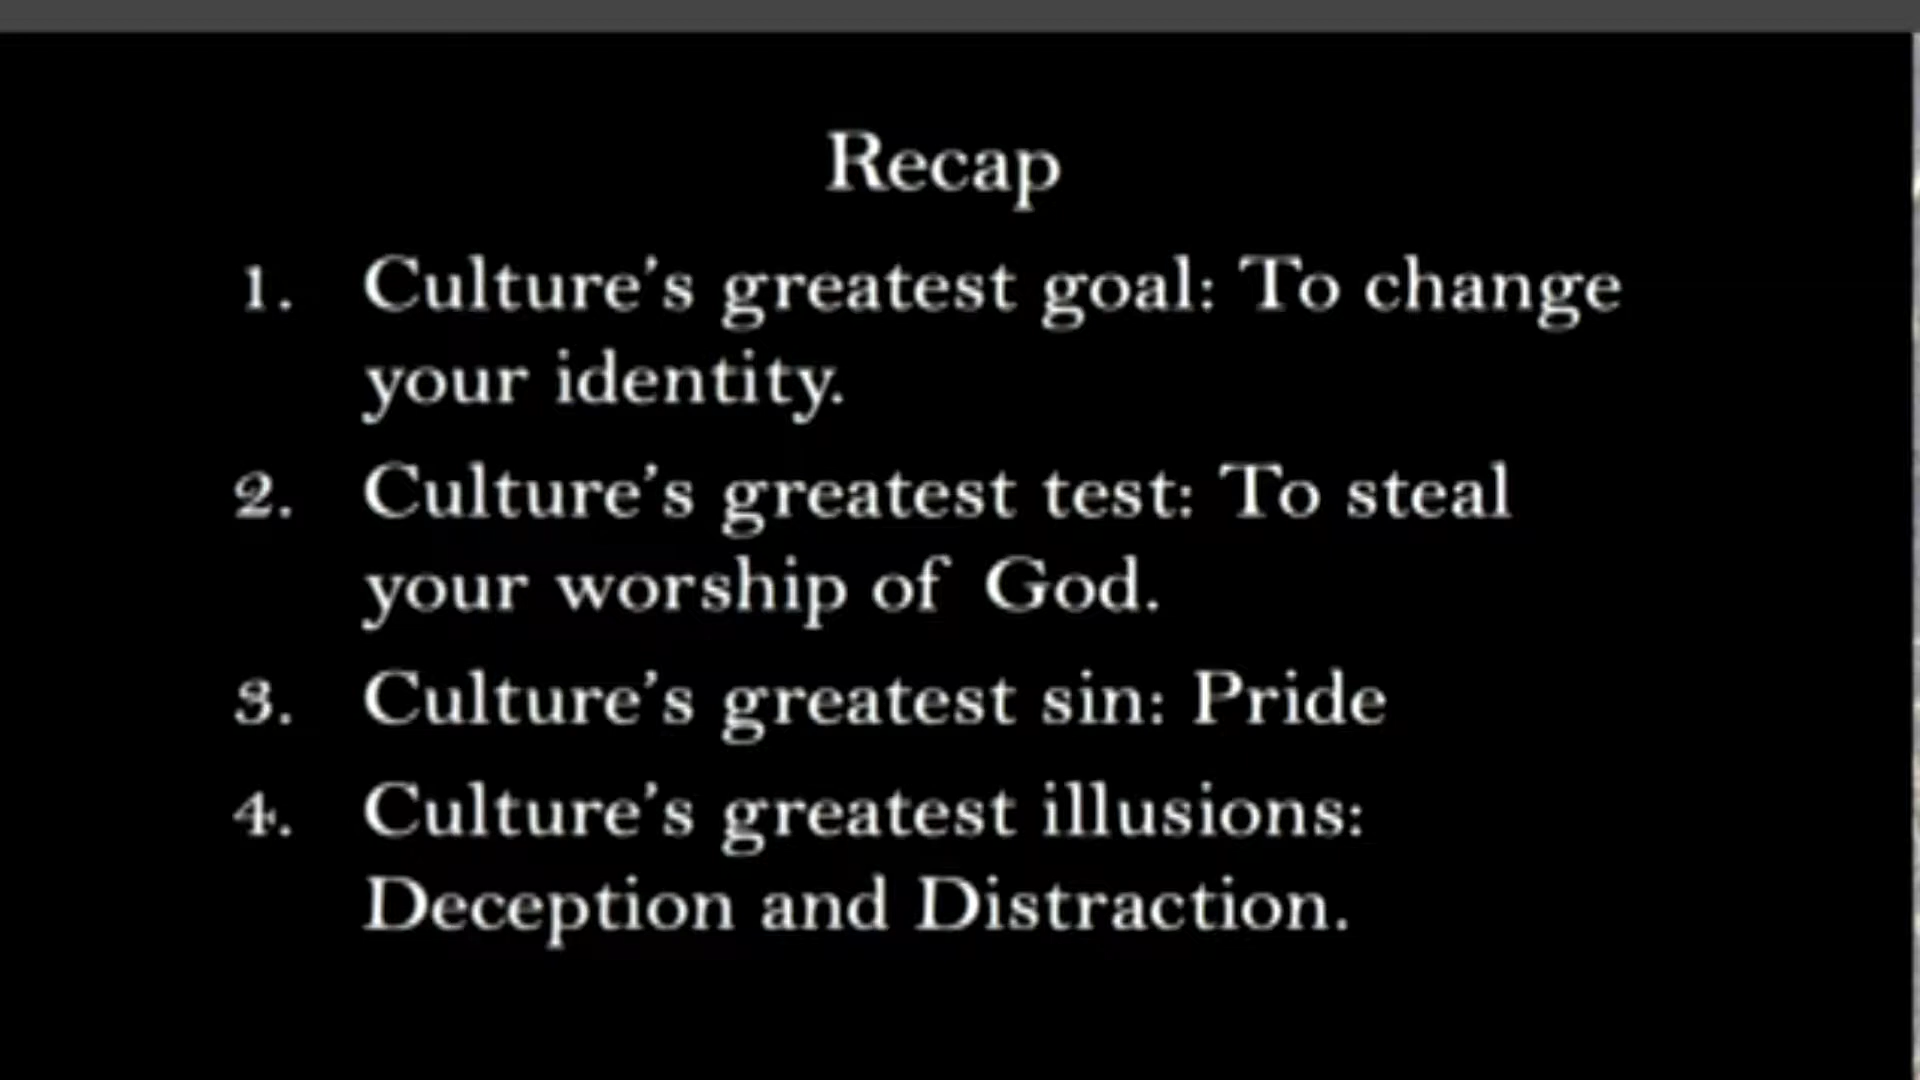 Recap
1. Culture’s greatest goal: To change
your identity.
2. Culture’s greatest test: To steal
your worship of God.
3. Culture’s greatest sin: Pride
4. Culture’s greatest illusions:
Deception and Distraction.